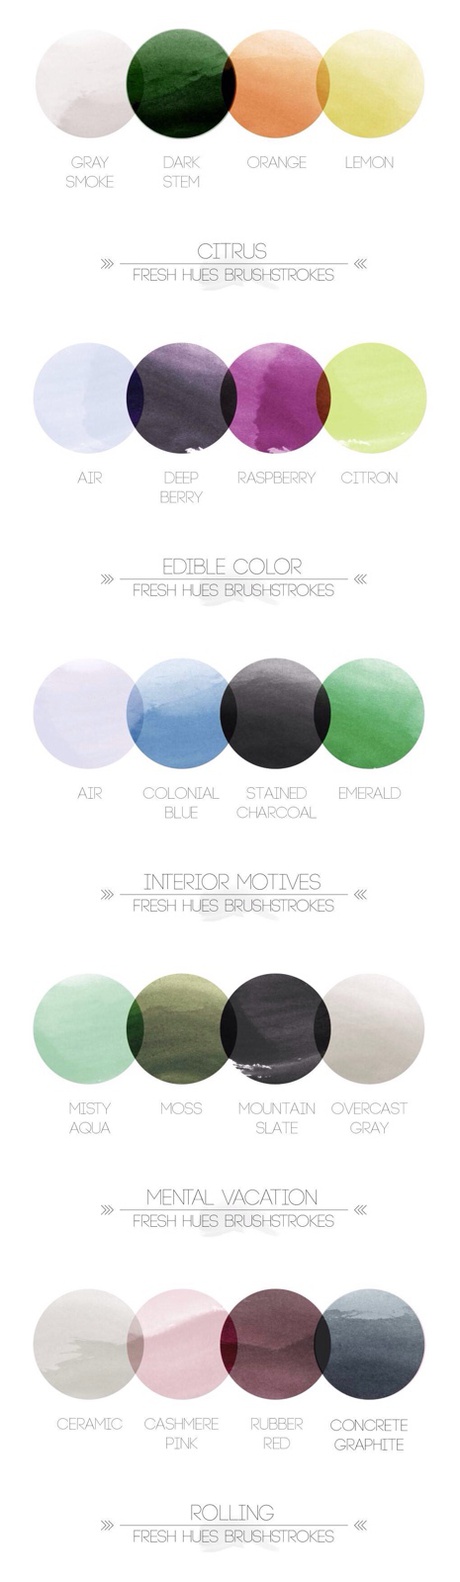 GRAY SMOKE
DARK STEM
ORANGE
LEMON
CITRUS
FRESH HUES BRUSHSTROKES
AIR
DEEP BERRY
RASPBERRY
CITRON
EDIBLE COLOR
FRESH HUES BRUSHSTROKES
AIR
COLONIAL BLUE
STAINED CHARCOAL
EMERALD
INTERIOR MOTIVES
FRESH HUES BRUSHSTROKES
MISTY AQUA
MOSS
MOUNTAIN SLATE
OVERCAST GRAY
MENTAL VACATION
FRESH HUES BRUSHSTROKES
CERAMIC
CASHMERE PINK
RUBBER RED
CONCRETE GRAPHITE
ROLLING
FRESH HUES BRUSHSTROKES